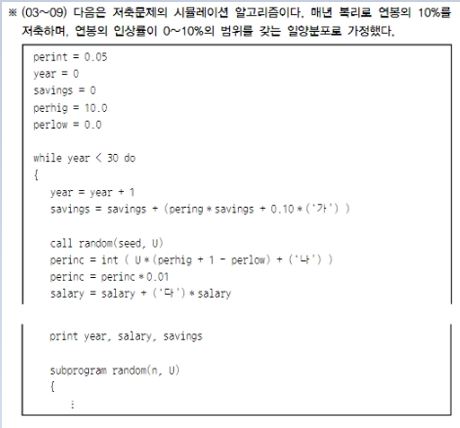 ※ (03～09) 다음은 저축문제의 시뮬레이션 알고리즘이다. 매년 복리로 연봉의 10%를
저축하며, 연봉의 인상률이 0～10%의 범위를 갖는 일양분포로 가정했다.
perint = 0.05
year = 0
savings = 0
perhig = 10.0
perlow = 0.0
while year < 30 do
{
year = year + 1
savings = savings + (pering * savings + 0.10 * ('가') )
call random(seed, U)
perinc = int ( U * (perhig + 1 - perlow) + ('나') )
perinc = perinc * 0.01
salary = salary + ('다') * salary
print year, salary, savings
subprogram random(n, U)
{
⋮